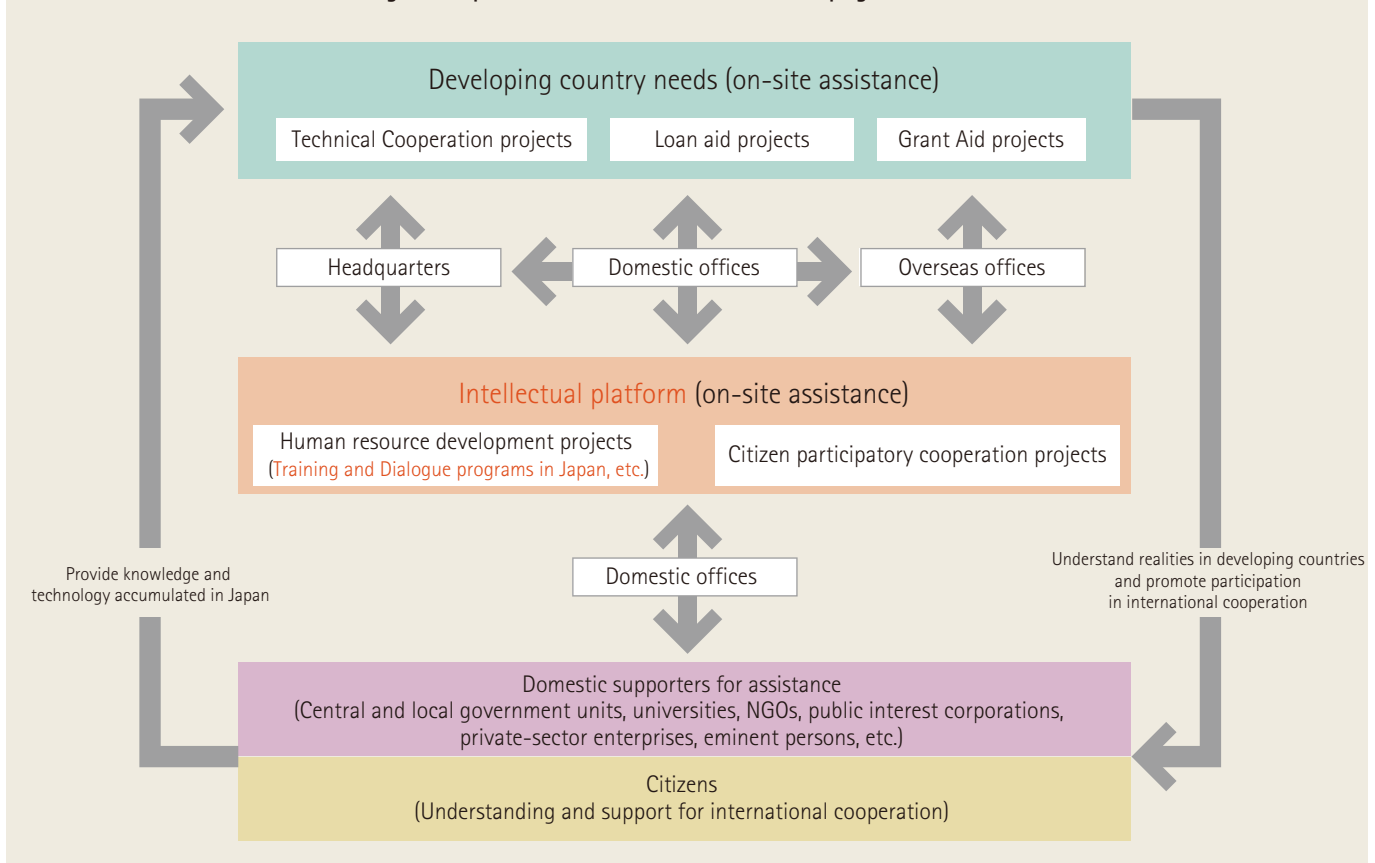 Developing country needs (on-site assistance)
Technical Cooperation projects
Loan aid projects
Grant Aid projects
Headquarters
Domestic offices
Overseas offices
Intellectual platform (on-site assistance)
Human resource development projects
(Training and Dialogue programs in Japan, etc.)
Citizen participatory cooperation projects
Domestic offices
Provide knowledge and
technology accumulated in Japan
Understand realities in developing countries
and promote participation
in international cooperation
Domestic supporters for assistance
(Central and local government units, universities, NGOs, public interest corporations,
private-sector enterprises, eminent persons, etc.)
Citizens
(Understanding and support for international cooperation)